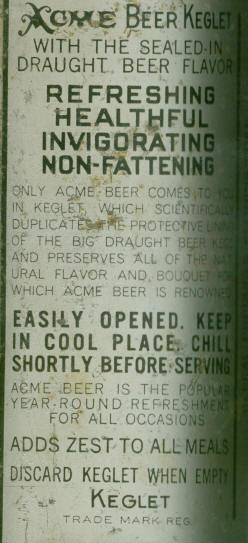 ACME BEER KEGLET
WITH THE SEALED-IN
DRAUGHT BEER FLAVOR
REFRESHING
HEALTHFUL
INVIGORATING
NON-FATTENING
ONLY ACME BEER COMES TO YOU
IN KEGLET, WHICH SCIENTIFICALLY
DUPLICATES THE PROTECTIVE LINING
OF THE BIG DRAUGHT BEER KEGS
AND PRESERVES ALL OF THE NAT
URAL FLAVOR AND BOUQUET FOR
WHICH ACME BEER IS RENOWNED
EASILY OPENED. KEEP
IN COOL PLACE. CHILL
SHORTLY BEFORE SERVING
ACME BEER IS THE POPULAR
YEAR-ROUND REFRESHMENT
FOR ALL OCCASIONS
ADDS ZEST TO ALL MEALS
DISCARD KEGLET WHEN EMPTY
KEGLET
TRADE MARK REG.